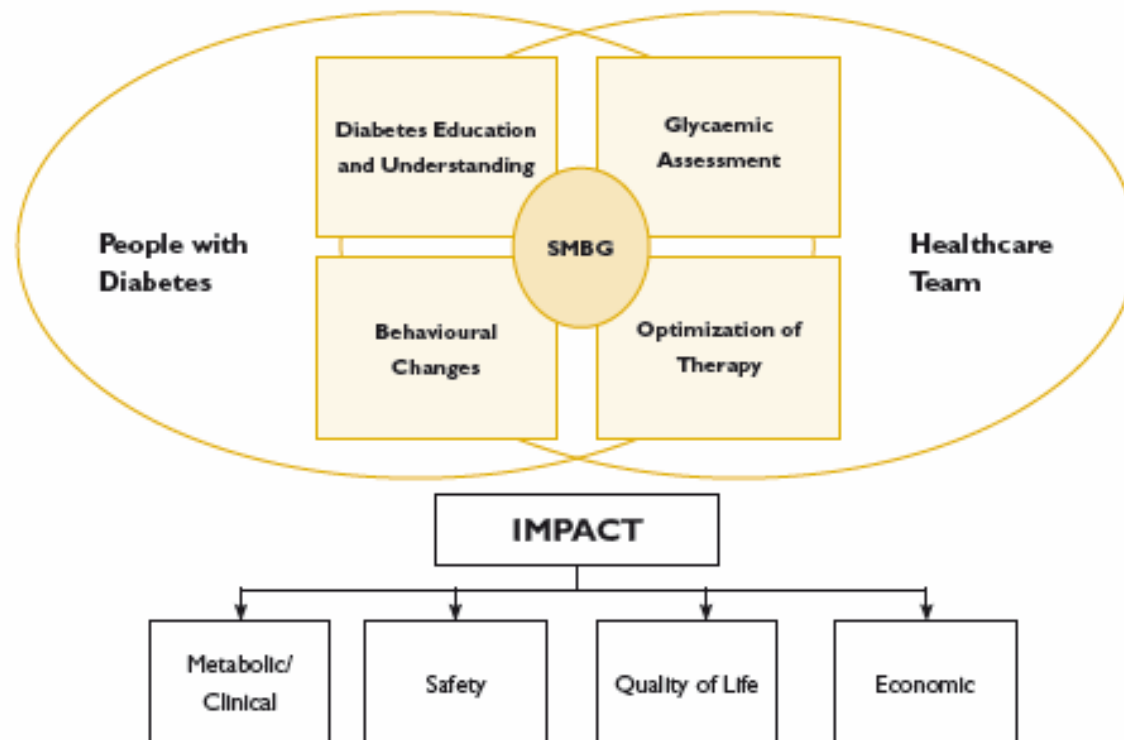 Diabetes Education
and Understanding
Glycaemic
Assessment
People with
Diabetes
SMBG
Healthcare
Team
Behavioural
Changes
Optimization of
Therapy
IMPACT
Metabolic/
Clinical
Safety
Quality of Life
Economic